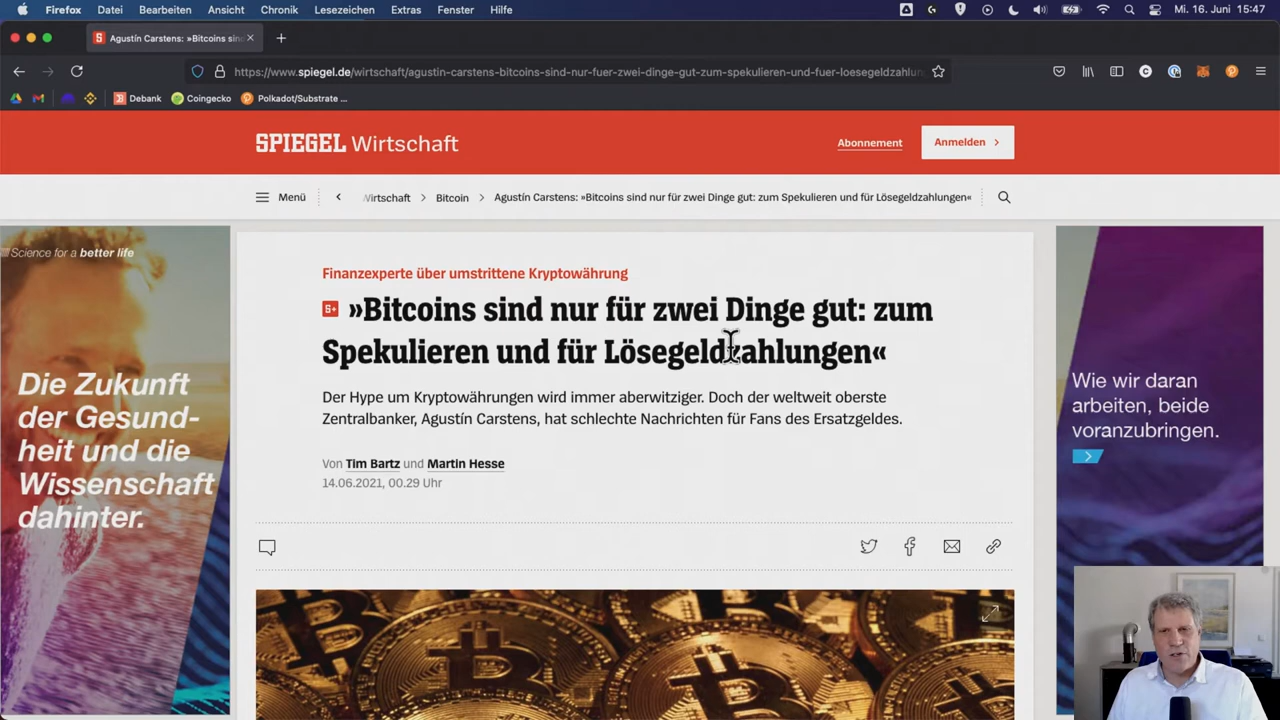 Firefox Datei Bearbeiten Ansicht Chronik Lesezeichen Extras Fenster Hilfe Mi. 16. Juni 15:47
Agustín Carstens: »Bitcoins sin
https://www.spiegel.de/wirtschaft/agustin-carstens-bitcoins-sind-nur-fuer-zwei-dinge-gut-zum-spekulieren-und-fuer-loesegeldzahlun
Debank Coingecko Polkadot/Substrate ...
SPIEGEL Wirtschaft
Abonnement
Anmelden
Menü
Wirtschaft Bitcoin Agustín Carstens: »Bitcoins sind nur für zwei Dinge gut: zum Spekulieren und für Lösegeldzahlungen«
Science for a better life
Die Zukunft
der Gesund-
heit und die
Wissenschaft
dahinter.
Finanzexperte über umstrittene Kryptowährung
S+ »Bitcoins sind nur für zwei Dinge gut: zum
Spekulieren und für Lösegeldzahlungen«
Der Hype um Kryptowährungen wird immer aberwitziger. Doch der weltweit oberste
Zentralbanker, Agustín Carstens, hat schlechte Nachrichten für Fans des Ersatzgeldes.
Von Tim Bartz und Martin Hesse
14.06.2021, 00.29 Uhr
Wie wir daran
arbeiten, beide
voranzubringen.